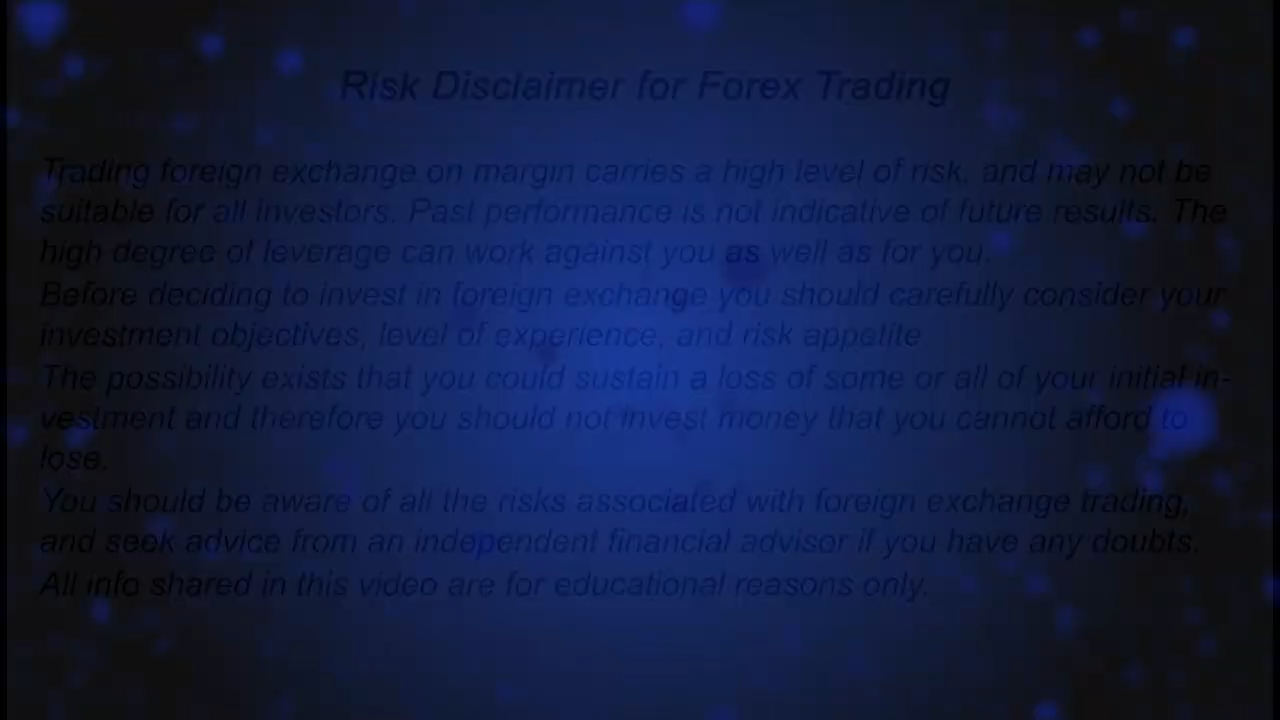 Risk Disclaimer for Forex Trading
Trading foreign exchange on margin carries a high level of risk, and may not be
suitable for all investors. Past performance is not indicative of future results. The
high degree of leverage can work against you as well as for you.
Before deciding to invest in foreign exchange you should carefully consider your
investment objectives, level of experience, and risk appetite
The possibility exists that you could sustain a loss of some or all of your initial in-
vestment and therefore you should not invest money that you cannot afford to
lose.
You should be aware of all the risks associated with foreign exchange trading,
and seek advice from an independent financial advisor if you have any doubts.
All info shared in this video are for educational reasons only.